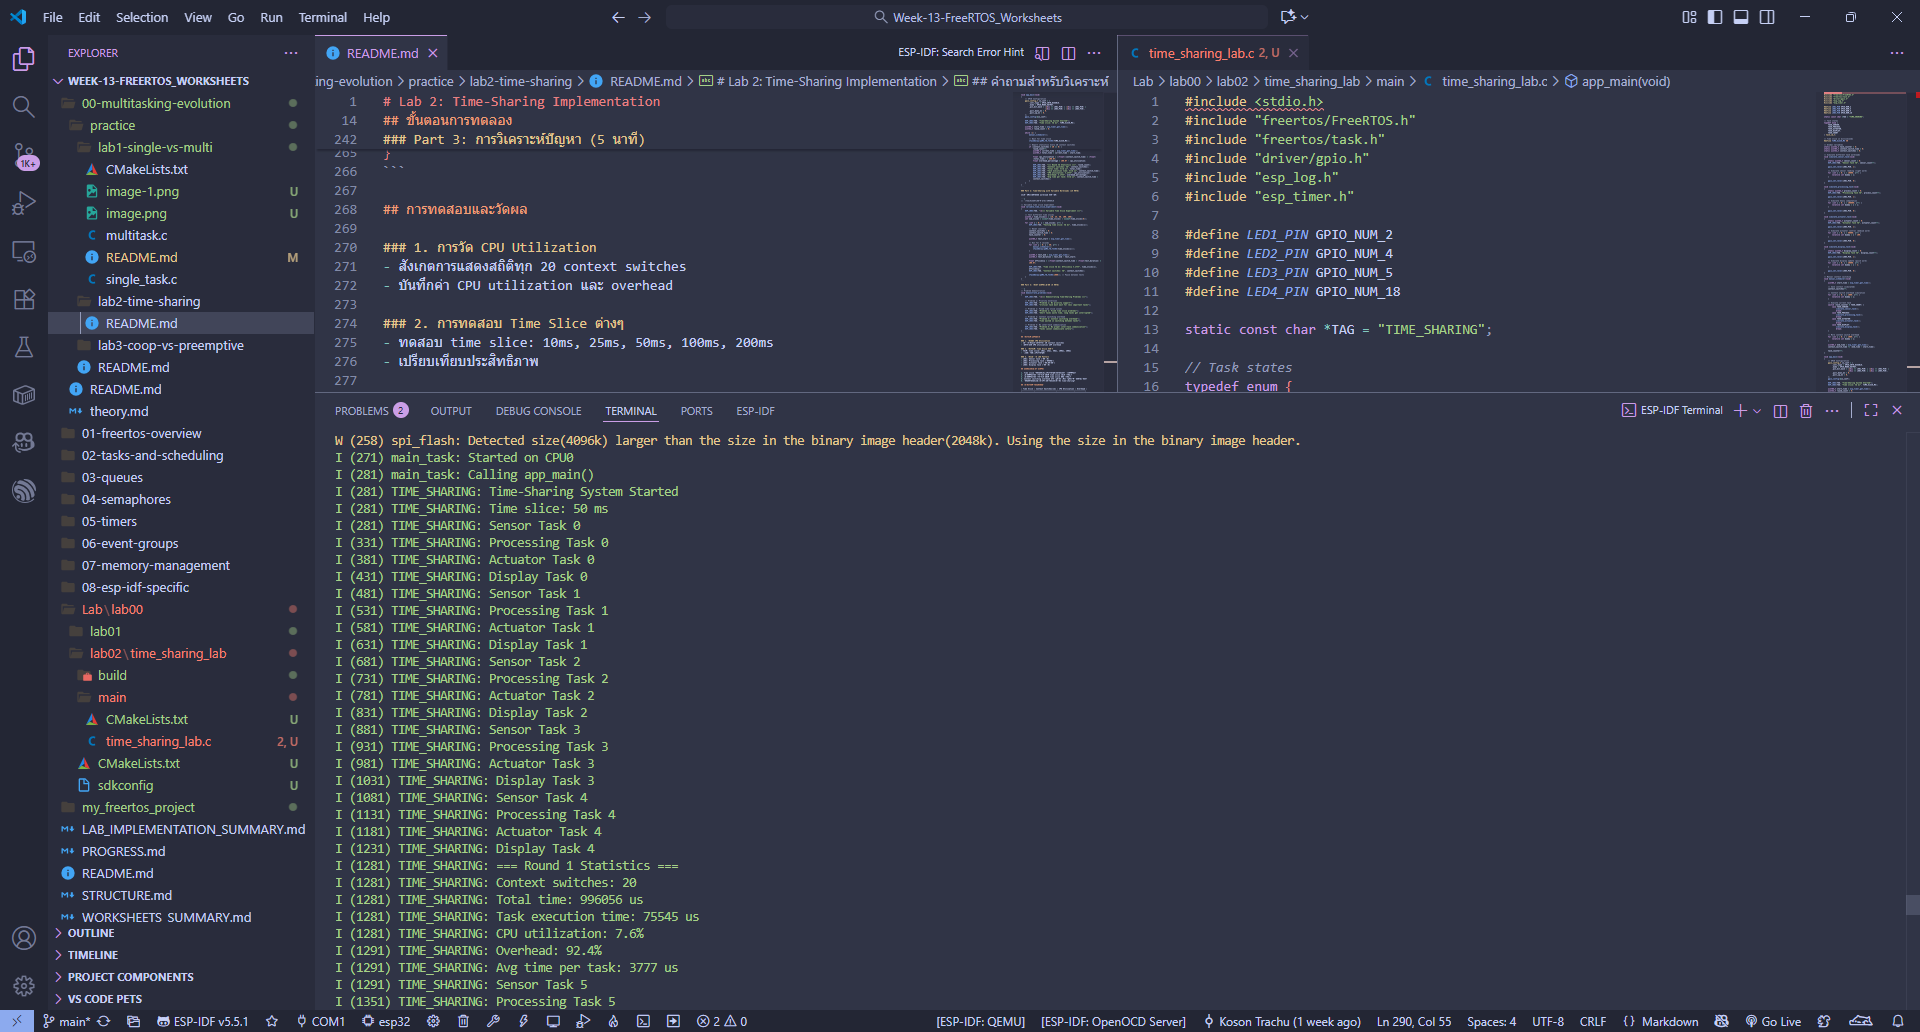 File Edit Selection View Go Run Terminal Help
Week-13-FreeRTOS_Worksheets
EXPLORER
WEEK-13-FREERTOS_WORKSHEETS
00-multitasking-evolution
practice
lab1-single-vs-multi
CMakeLists.txt
image-1.png U
image.png U
multitask.c
README.md M
single_task.c
lab2-time-sharing
README.md
lab3-coop-vs-preemptive
README.md
README.md
theory.md
01-freertos-overview
02-tasks-and-scheduling
03-queues
04-semaphores
05-timers
06-event-groups
07-memory-management
08-esp-idf-specific
Lab\lab00
lab01
lab02\time_sharing_lab
build
main
CMakeLists.txt U
time_sharing_lab.c 2, U
CMakeLists.txt U
sdkconfig U
my_freertos_project
LAB_IMPLEMENTATION_SUMMARY.md
PROGRESS.md
README.md
STRUCTURE.md
WORKSHEETS_SUMMARY.md
OUTLINE
TIMELINE
PROJECT COMPONENTS
VS CODE PETS
1K+
README.md
ESP-IDF: Search Error Hint
ing-evolution > practice > lab2-time-sharing > README.md > # Lab 2: Time-Sharing Implementation > ## คำถามสำหรับวิเคราะห์
1 # Lab 2: Time-Sharing Implementation
14 ## ขั้นตอนการทดลอง
242 ### Part 3: การวิเคราะห์ปัญหา (5 นาที)
265 }
266 ```
267
268 ## การทดสอบและวัดผล
269
270 ### 1. การวัด CPU Utilization
271 - สังเกตการแสดงสถิติทุก 20 context switches
272 - บันทึกค่า CPU utilization และ overhead
273
274 ### 2. การทดสอบ Time Slice ต่างๆ
275 - ทดสอบ time slice: 10ms, 25ms, 50ms, 100ms, 200ms
276 - เปรียบเทียบประสิทธิภาพ
277
time_sharing_lab.c 2, U
Lab > lab00 > lab02 > time_sharing_lab > main > time_sharing_lab.c > app_main(void)
1 #include <stdio.h>
2 #include "freertos/FreeRTOS.h"
3 #include "freertos/task.h"
4 #include "driver/gpio.h"
5 #include "esp_log.h"
6 #include "esp_timer.h"
7
8 #define LED1_PIN GPIO_NUM_2
9 #define LED2_PIN GPIO_NUM_4
10 #define LED3_PIN GPIO_NUM_5
11 #define LED4_PIN GPIO_NUM_18
12
13 static const char *TAG = "TIME_SHARING";
14
15 // Task states
16 typedef enum {
PROBLEMS 2 OUTPUT DEBUG CONSOLE TERMINAL PORTS ESP-IDF
ESP-IDF Terminal
W (258) spi_flash: Detected size(4096k) larger than the size in the binary image header(2048k). Using the size in the binary image header.
I (271) main_task: Started on CPU0
I (281) main_task: Calling app_main()
I (281) TIME_SHARING: Time-Sharing System Started
I (281) TIME_SHARING: Time slice: 50 ms
I (281) TIME_SHARING: Sensor Task 0
I (331) TIME_SHARING: Processing Task 0
I (381) TIME_SHARING: Actuator Task 0
I (431) TIME_SHARING: Display Task 0
I (481) TIME_SHARING: Sensor Task 1
I (531) TIME_SHARING: Processing Task 1
I (581) TIME_SHARING: Actuator Task 1
I (631) TIME_SHARING: Display Task 1
I (681) TIME_SHARING: Sensor Task 2
I (731) TIME_SHARING: Processing Task 2
I (781) TIME_SHARING: Actuator Task 2
I (831) TIME_SHARING: Display Task 2
I (881) TIME_SHARING: Sensor Task 3
I (931) TIME_SHARING: Processing Task 3
I (981) TIME_SHARING: Actuator Task 3
I (1031) TIME_SHARING: Display Task 3
I (1081) TIME_SHARING: Sensor Task 4
I (1131) TIME_SHARING: Processing Task 4
I (1181) TIME_SHARING: Actuator Task 4
I (1231) TIME_SHARING: Display Task 4
I (1281) TIME_SHARING: === Round 1 Statistics ===
I (1281) TIME_SHARING: Context switches: 20
I (1281) TIME_SHARING: Total time: 996056 us
I (1281) TIME_SHARING: Task execution time: 75545 us
I (1281) TIME_SHARING: CPU utilization: 7.6%
I (1291) TIME_SHARING: Overhead: 92.4%
I (1291) TIME_SHARING: Avg time per task: 3777 us
I (1291) TIME_SHARING: Sensor Task 5
I (1351) TIME_SHARING: Processing Task 5
main* ESP-IDF v5.5.1 COM1 esp32 2 0 [ESP-IDF: QEMU] [ESP-IDF: OpenOCD Server] Koson Trachu (1 week ago) Ln 290, Col 55 Spaces: 4 UTF-8 CRLF {} Markdown Go Live